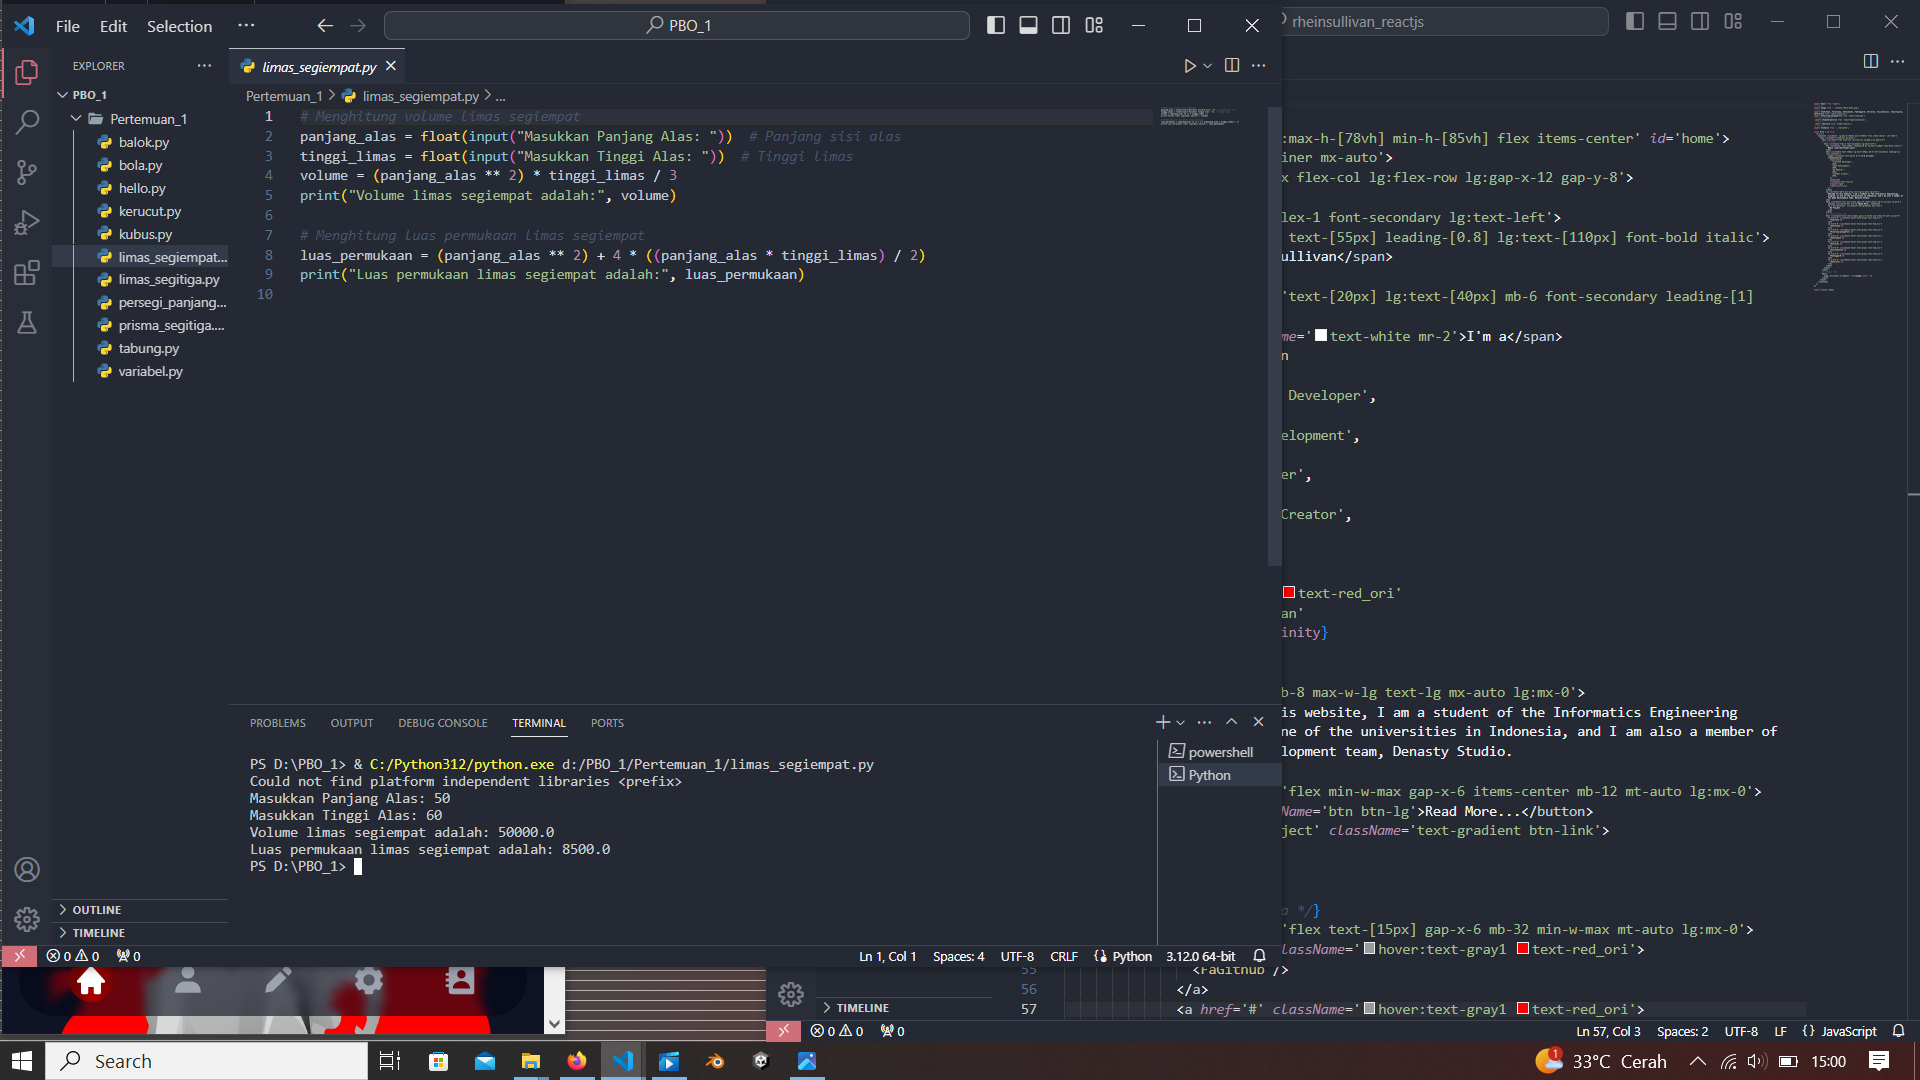 File Edit Selection ...
PBO_1
rheinsullivan_reactjs
EXPLORER
PBO_1
Pertemuan_1
balok.py
bola.py
hello.py
kerucut.py
kubus.py
limas_segiempat...
limas_segitiga.py
persegi_panjang...
prisma_segitiga....
tabung.py
variabel.py
OUTLINE
TIMELINE
limas_segiempat.py
Pertemuan_1 > limas_segiempat.py > ...
1 # Menghitung volume limas segiempat
2 panjang_alas = float(input("Masukkan Panjang Alas: ")) # Panjang sisi alas
3 tinggi_limas = float(input("Masukkan Tinggi Alas: ")) # Tinggi limas
4 volume = (panjang_alas ** 2) * tinggi_limas / 3
5 print("Volume limas segiempat adalah:", volume)
6
7 # Menghitung luas permukaan limas segiempat
8 luas_permukaan = (panjang_alas ** 2) + 4 * ((panjang_alas * tinggi_limas) / 2)
9 print("Luas permukaan limas segiempat adalah:", luas_permukaan)
10
PROBLEMS OUTPUT DEBUG CONSOLE TERMINAL PORTS
PS D:\PBO_1> & C:/Python312/python.exe d:/PBO_1/Pertemuan_1/limas_segiempat.py
Could not find platform independent libraries <prefix>
Masukkan Panjang Alas: 50
Masukkan Tinggi Alas: 60
Volume limas segiempat adalah: 50000.0
Luas permukaan limas segiempat adalah: 8500.0
PS D:\PBO_1>
powershell
Python
0 0 0
Ln 1, Col 1 Spaces: 4 UTF-8 CRLF Python 3.12.0 64-bit
:max-h-[78vh] min-h-[85vh] flex items-center' id='home'>
iner mx-auto'>
x flex-col lg:flex-row lg:gap-x-12 gap-y-8'>
lex-1 font-secondary lg:text-left'>
text-[55px] leading-[0.8] lg:text-[110px] font-bold italic'>
ullivan</span>
'text-[20px] lg:text-[40px] mb-6 font-secondary leading-[1]
me='text-white mr-2'>I'm a</span>
n
Developer',
elopment',
er',
Creator',
text-red_ori'
an'
inity}
b-8 max-w-lg text-lg mx-auto lg:mx-0'>
is website, I am a student of the Informatics Engineering
ne of the universities in Indonesia, and I am also a member of
lopment team, Denasty Studio.
'flex min-w-max gap-x-6 items-center mb-12 mt-auto lg:mx-0'>
Name='btn btn-lg'>Read More...</button>
ject' className='text-gradient btn-link'>
a */}
'flex text-[15px] gap-x-6 mb-32 min-w-max mt-auto lg:mx-0'>
lassName='hover:text-gray1 text-red_ori'>
55 <FaGithub />
56 </a>
57 <a href='#' className='hover:text-gray1 text-red_ori'>
TIMELINE
0 0 0
Ln 57, Col 3 Spaces: 2 UTF-8 LF {} JavaScript
Search
1
33°C Cerah
15:00